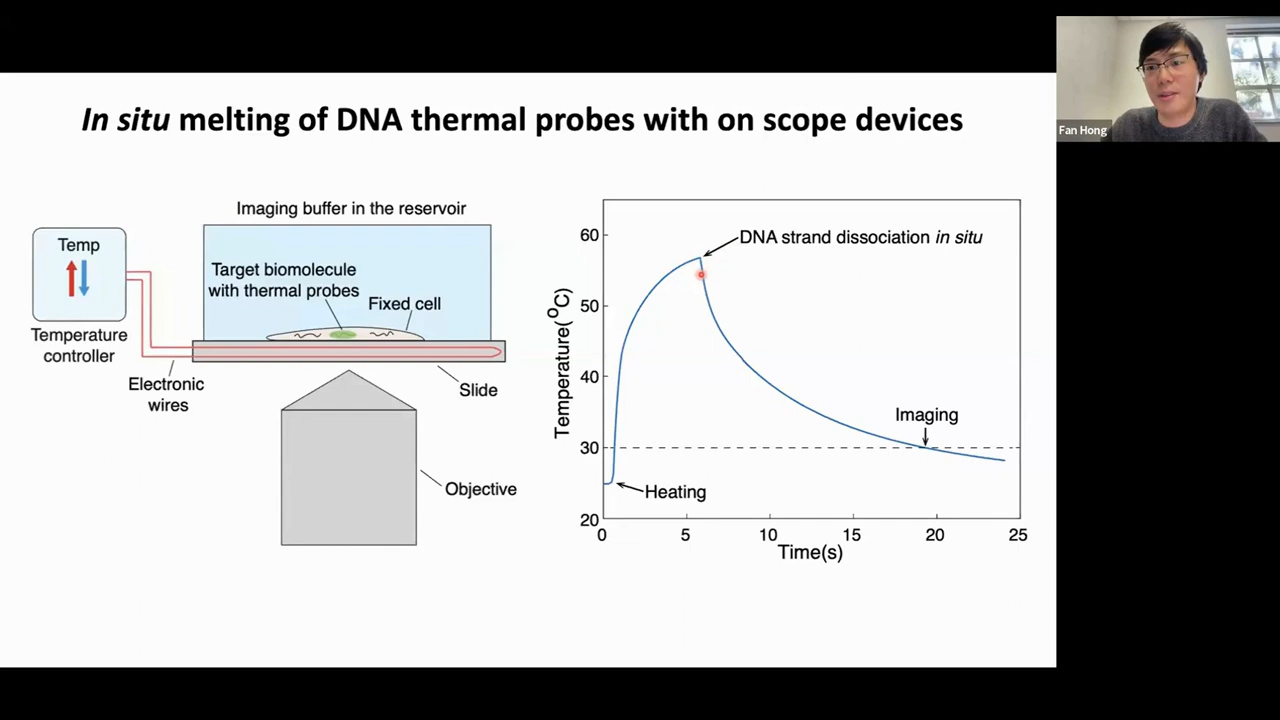 In situ melting of DNA thermal probes with on scope devices
Fan Hong
Imaging buffer in the reservoir
Temp
Temperature
controller
Target biomolecule
with thermal probes
Fixed cell
Electronic
wires
Slide
Objective
Temperature(°C)
60
50
40
30
20
DNA strand dissociation in situ
Imaging
Heating
0
5
10
15
20
25
Time(s)